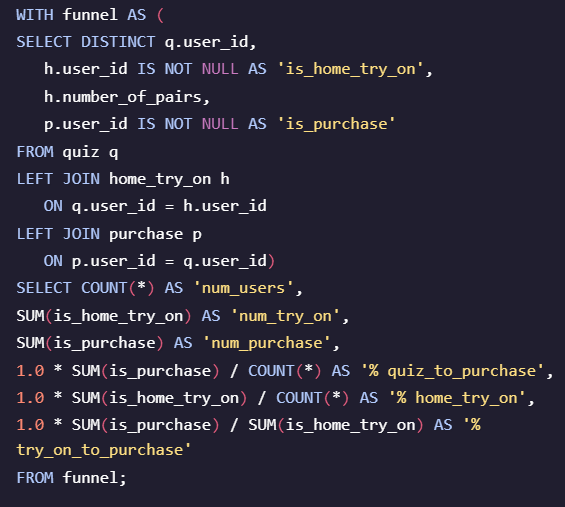 WITH funnel AS (
SELECT DISTINCT q.user_id,
   h.user_id IS NOT NULL AS 'is_home_try_on',
   h.number_of_pairs,
   p.user_id IS NOT NULL AS 'is_purchase'
FROM quiz q
LEFT JOIN home_try_on h
   ON q.user_id = h.user_id
LEFT JOIN purchase p
   ON p.user_id = q.user_id)
SELECT COUNT(*) AS 'num_users',
SUM(is_home_try_on) AS 'num_try_on',
SUM(is_purchase) AS 'num_purchase',
1.0 * SUM(is_purchase) / COUNT(*) AS '% quiz_to_purchase',
1.0 * SUM(is_home_try_on) / COUNT(*) AS '% home_try_on',
1.0 * SUM(is_purchase) / SUM(is_home_try_on) AS '%
try_on_to_purchase'
FROM funnel;